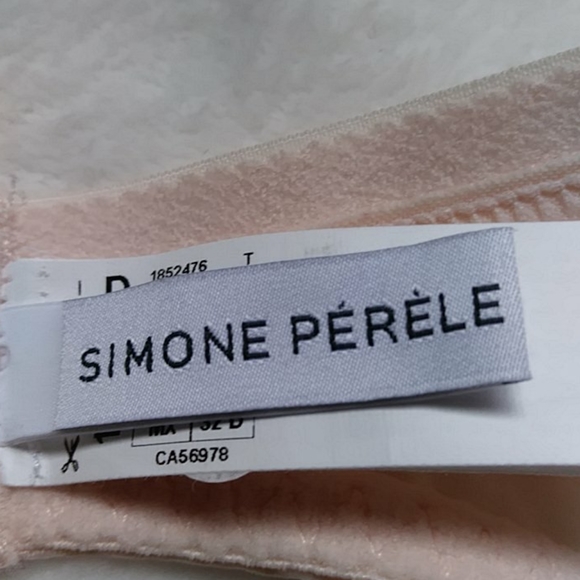 1852476 T
SIMONE PÉRÈLE
MX 32 D
CA56978